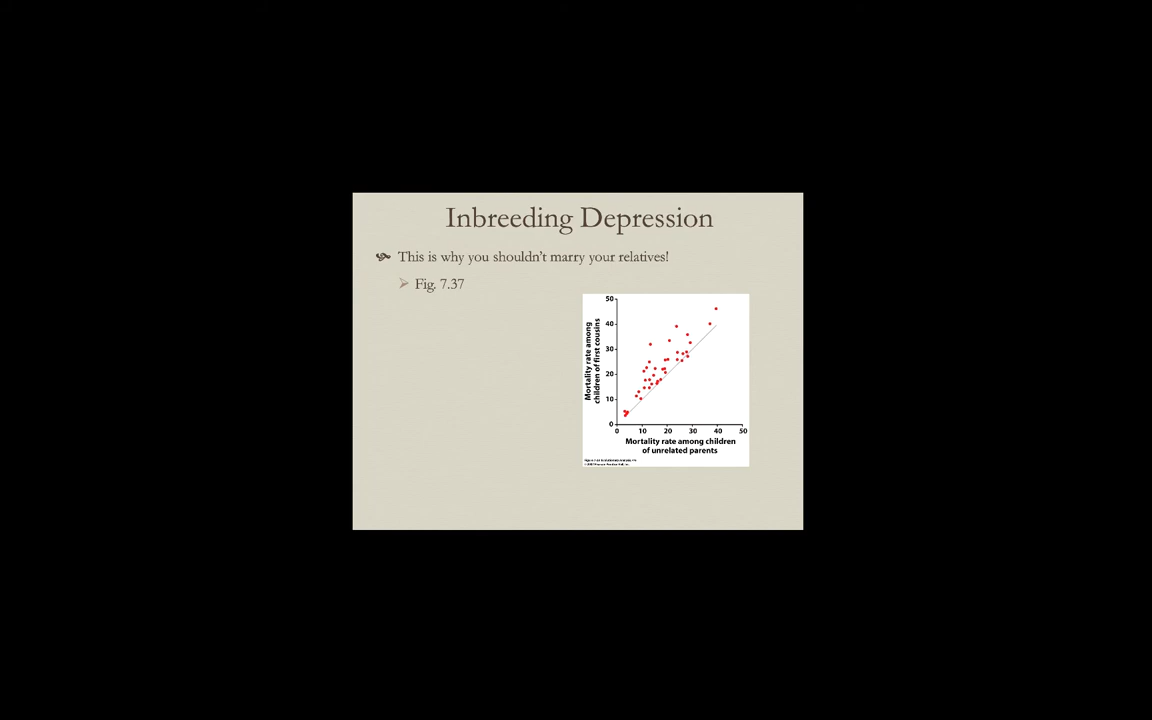 Inbreeding Depression
This is why you shouldn't marry your relatives!
Fig. 7.37
50
40
30
20
10
0
Mortality rate among
children of first cousins
0 10 20 30 40 50
Mortality rate among children
of unrelated parents